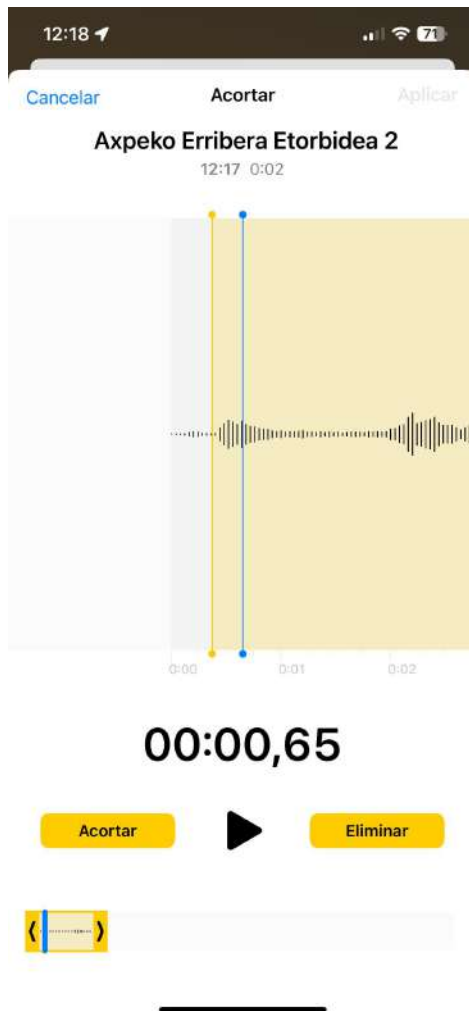 12:18 71
Cancelar Acortar Aplicar
Axpeko Erribera Etorbidea 2
12:17 0:02
0:00 0:01 0:02
00:00,65
Acortar Eliminar